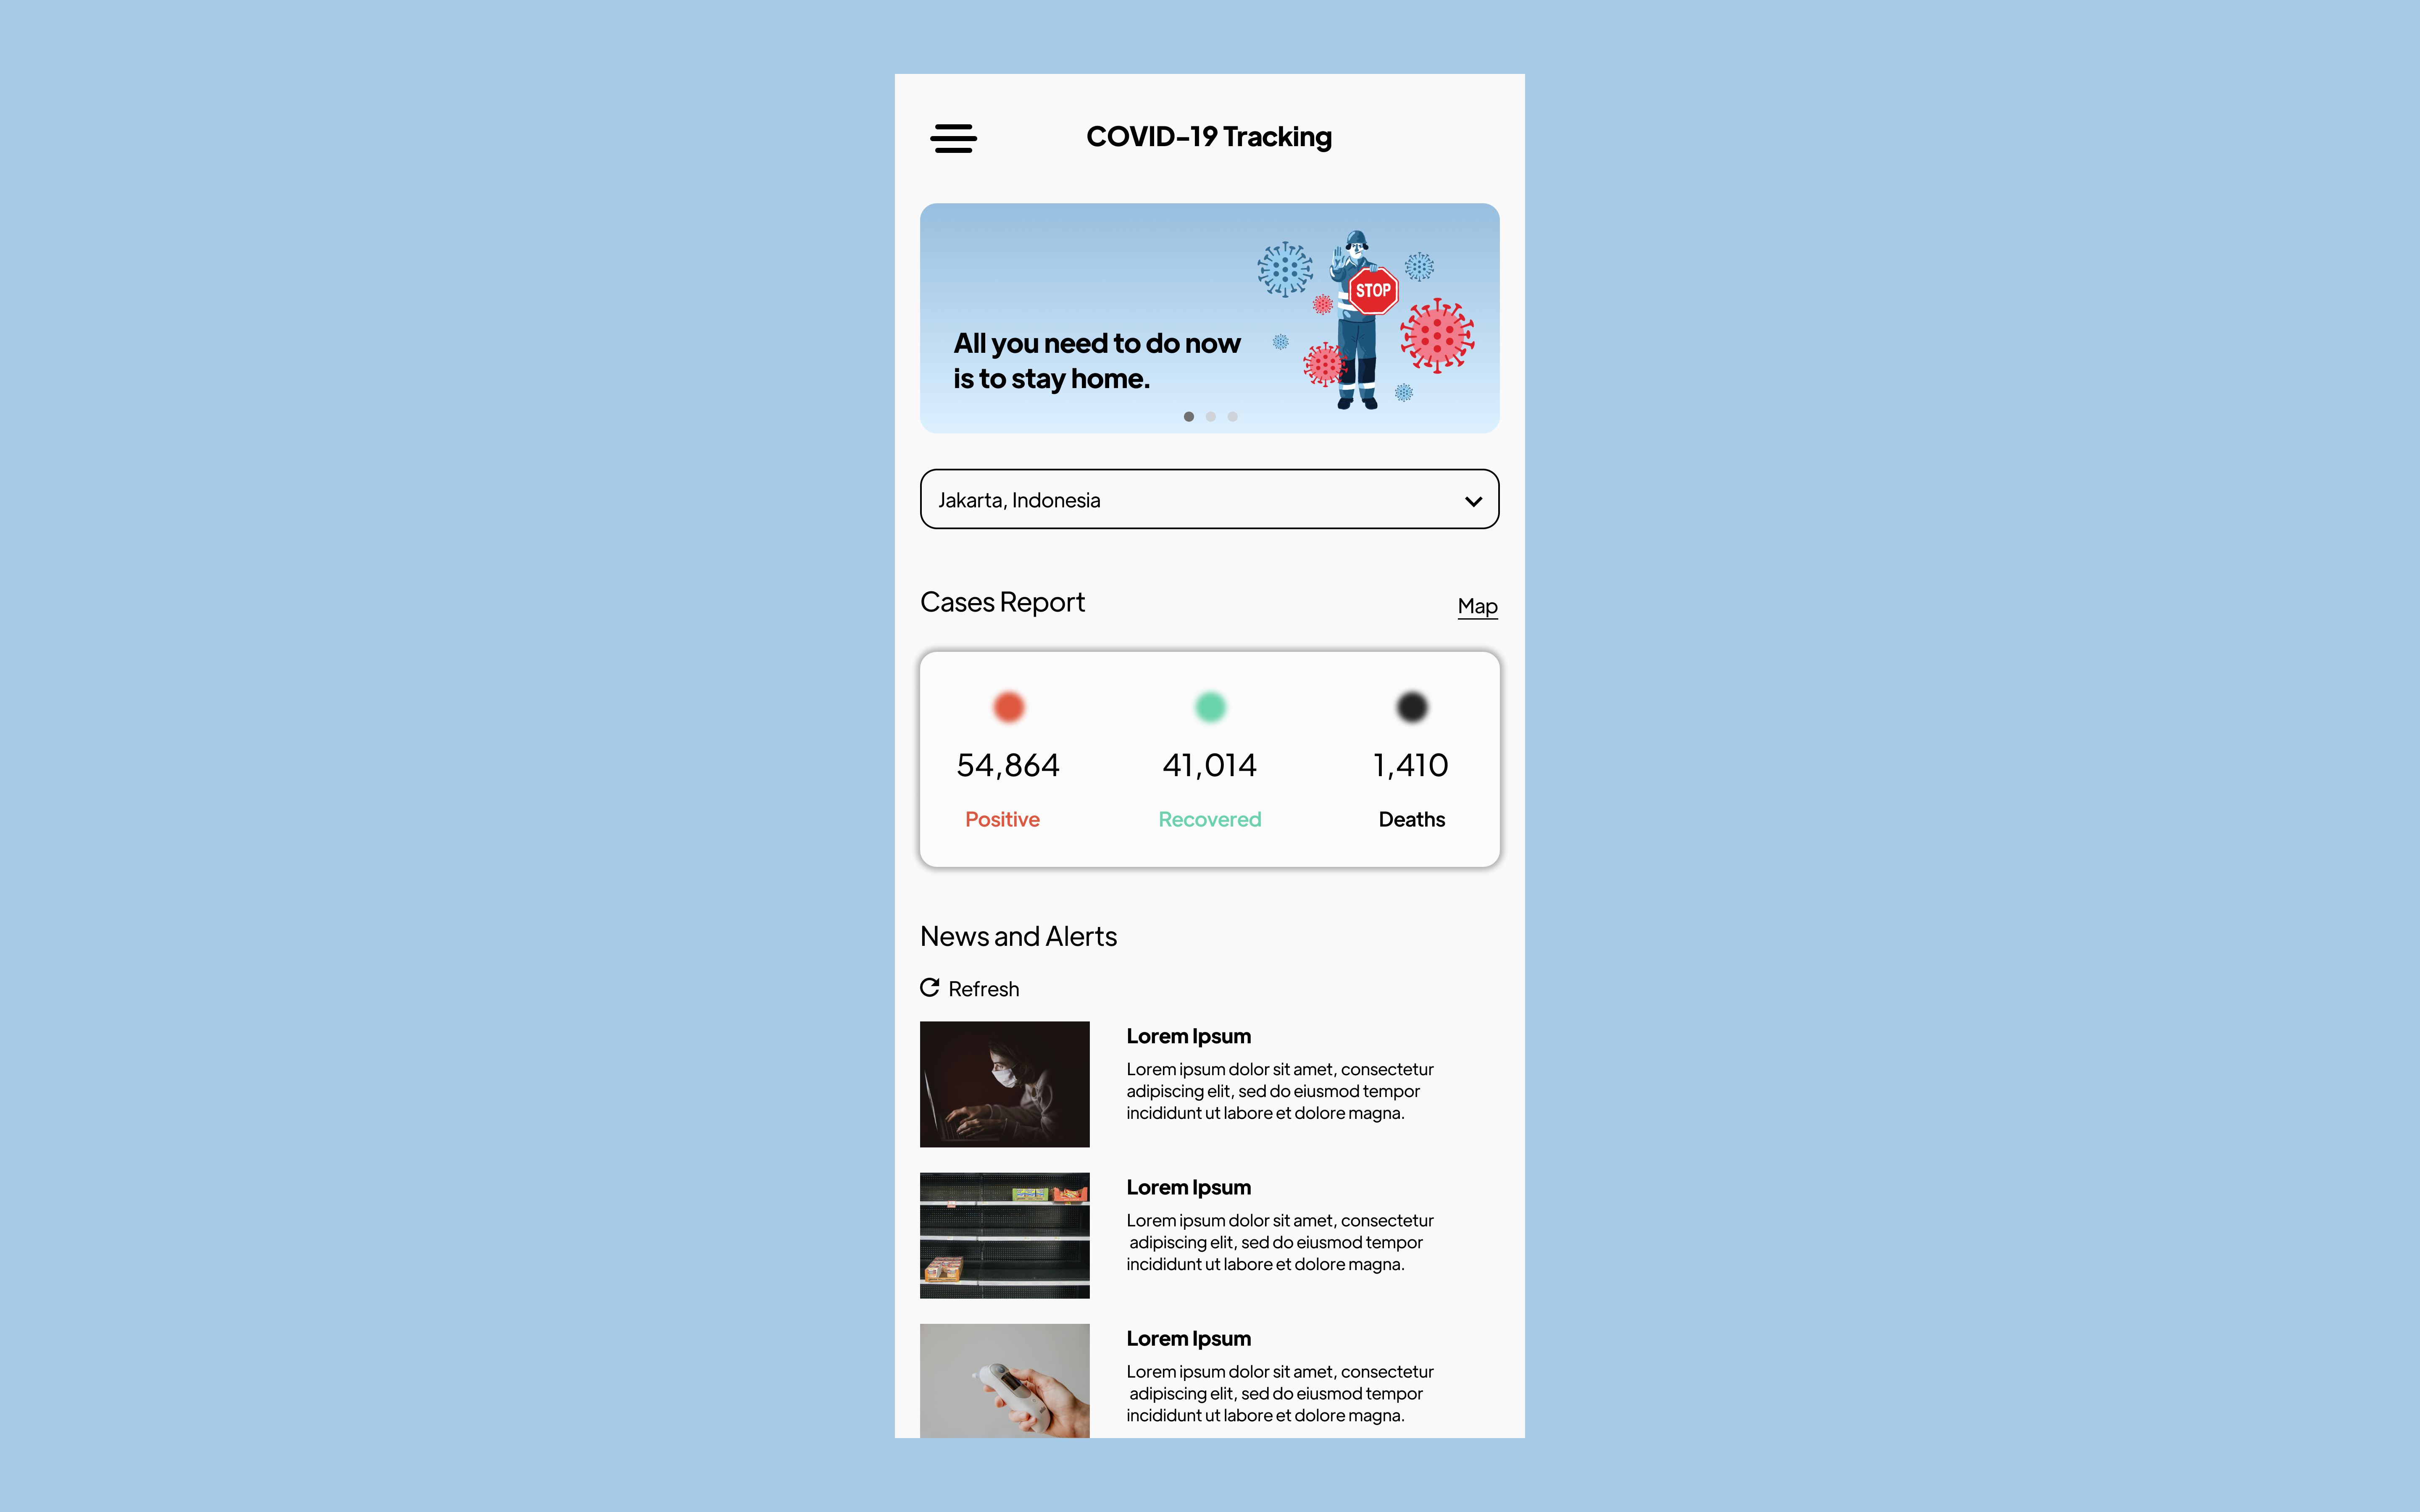 COVID-19 Tracking
STOP
All you need to do now
is to stay home.
Jakarta, Indonesia
Cases Report
Map
54,864
41,014
1,410
Positive
Recovered
Deaths
News and Alerts
Refresh
Lorem Ipsum
Lorem ipsum dolor sit amet, consectetur
adipiscing elit, sed do eiusmod tempor
incididunt ut labore et dolore magna.
Lorem Ipsum
Lorem ipsum dolor sit amet, consectetur
adipiscing elit, sed do eiusmod tempor
incididunt ut labore et dolore magna.
Lorem Ipsum
Lorem ipsum dolor sit amet, consectetur
adipiscing elit, sed do eiusmod tempor
incididunt ut labore et dolore magna.